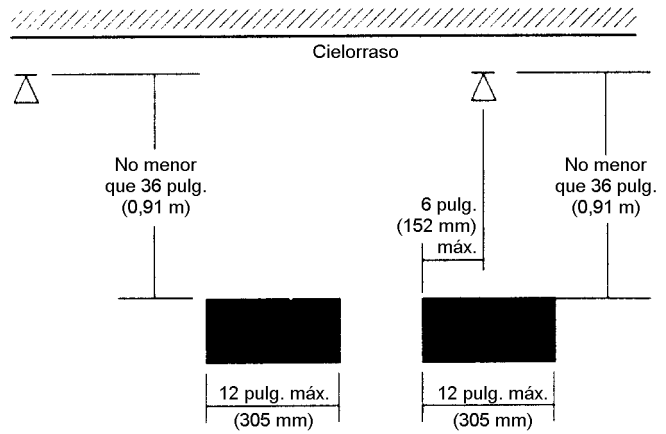 Cielorraso
No menor
que 36 pulg.
(0,91 m)
No menor
que 36 pulg.
(0,91 m)
6 pulg.
(152 mm)
máx.
12 pulg. máx.
(305 mm)
12 pulg. máx.
(305 mm)